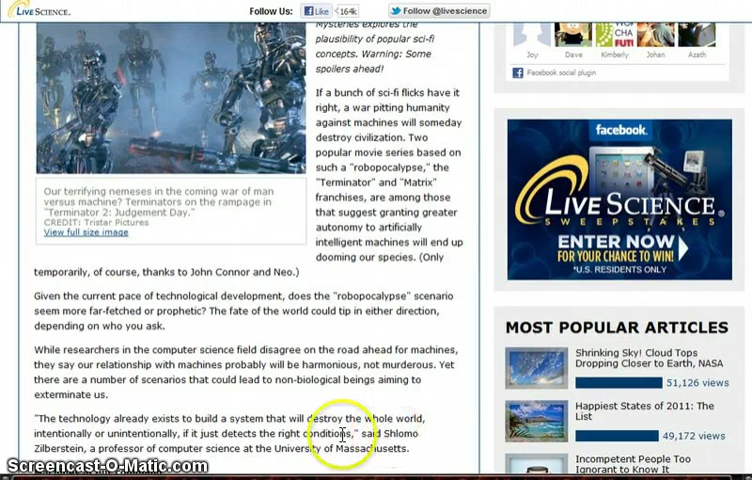 LIVESCIENCE.
Follow Us:
Like
164k
Follow @livescience
Mysteries explore the
plausibility of popular sci-fi
concepts. Warning: Some
spoilers ahead!
If a bunch of sci-fi flicks have it
right, a war pitting humanity
against machines will someday
destroy civilization. Two
popular movie series based on
such a "robopocalypse," the
"Terminator" and "Matrix"
franchises, are among those
that suggest granting greater
autonomy to artificially
intelligent machines will end up
dooming our species. (Only
temporarily, of course, thanks to John Connor and Neo.)
Our terrifying nemeses in the coming war of man
versus machine? Terminators on the rampage in
"Terminator 2: Judgement Day."
CREDIT: Tristar Pictures
View full size image
Given the current pace of technological development, does the "robopocalypse" scenario
seem more far-fetched or prophetic? The fate of the world could tip in either direction,
depending on who you ask.
While researchers in the computer science field disagree on the road ahead for machines,
they say our relationship with machines probably will be harmonious, not murderous. Yet
there are a number of scenarios that could lead to non-biological beings aiming to
exterminate us.
"The technology already exists to build a system that will destroy the whole world,
intentionally or unintentionally, if it just detects the right conditions," said Shlomo
Zilberstein, a professor of computer science at the University of Massachusetts.
Joy Dave Kimberly Johan Azath
Facebook social plugin
facebook.
LIVESCIENCE®
SWEEPSTAKES
ENTER NOW
FOR YOUR CHANCE TO WIN!
*U.S. RESIDENTS ONLY
MOST POPULAR ARTICLES
Shrinking Sky! Cloud Tops
Dropping Closer to Earth, NASA
51,126 views
Happiest States of 2011: The
List
49,172 views
Incompetent People Too
Ignorant to Know It
Screencast-O-Matic.com